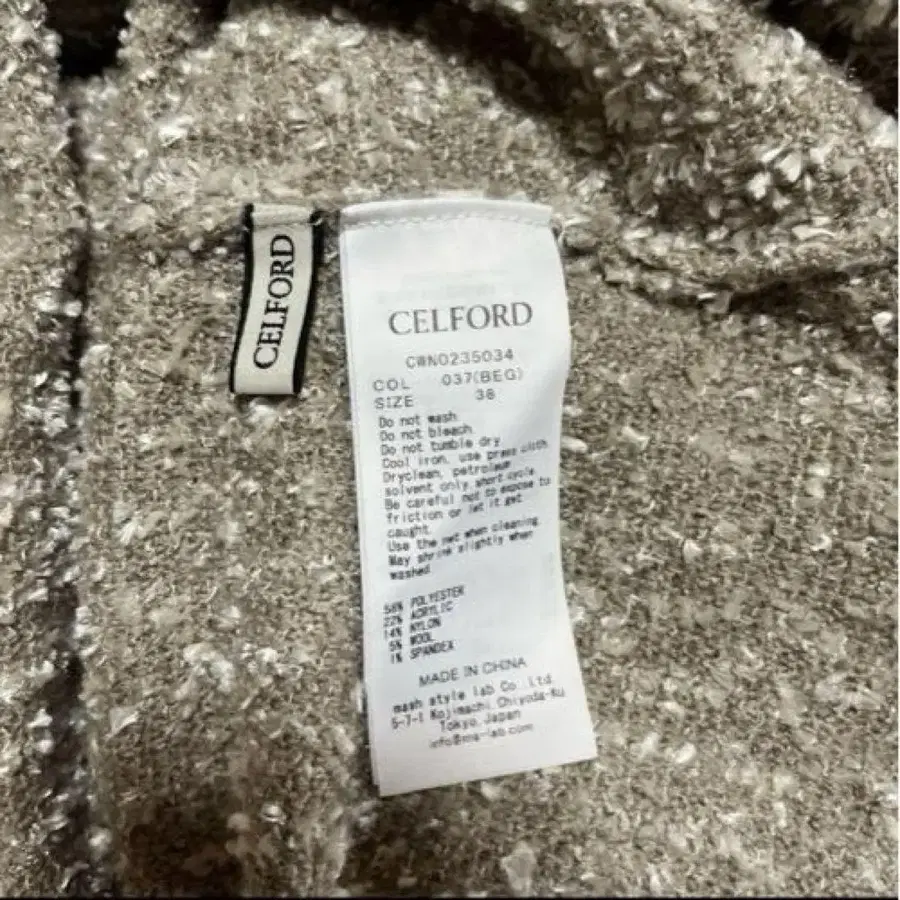 CELFORD
CELFORD
CWNO235034
COL 037(BEG)
SIZE 38
Do not wash
Do not bleach
Do not tumble dry
Cool iron, use press cloth
Dryclean, petroleum
solvent only, short cycle
Be careful not to expose to
friction or let it get
caught.
Use the net when cleaning
May shrink slightly when
washed
58% POLYESTER
22% ACRYLIC
14% NYLON
5% WOOL
1% SPANDEX
MADE IN CHINA
mash style lab Co., Ltd.
5-7-1 Kojimachi, Chiyoda-Ku
Tokyo, Japan
info@ms-lab.com